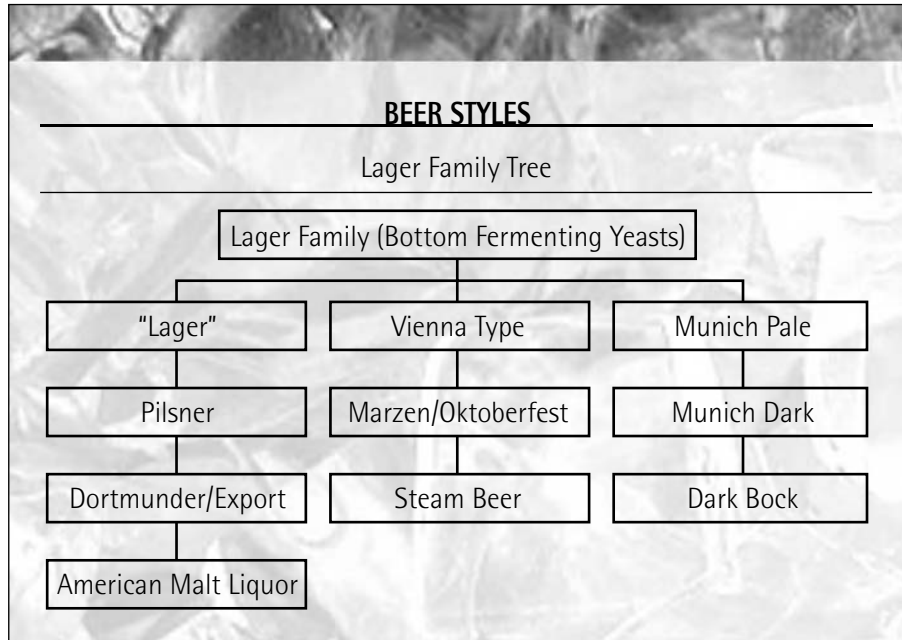 BEER STYLES
Lager Family Tree
Lager Family (Bottom Fermenting Yeasts)
"Lager"
Vienna Type
Munich Pale
Pilsner
Marzen/Oktoberfest
Munich Dark
Dortmunder/Export
Steam Beer
Dark Bock
American Malt Liquor